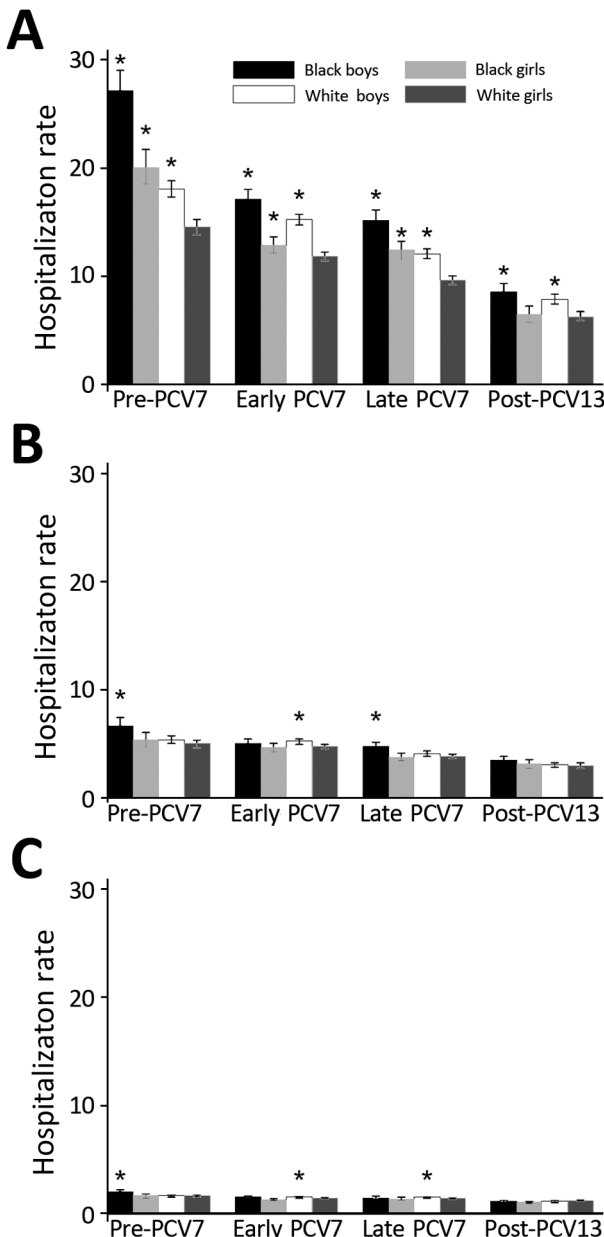 A
30
20
10
0
Hospitalizaton rate
Black boys
Black girls
White boys
White girls
*
* *
* * *
* * *
* *
Pre-PCV7 Early PCV7 Late PCV7 Post-PCV13
B
30
20
10
0
Hospitalizaton rate
* * *
Pre-PCV7 Early PCV7 Late PCV7 Post-PCV13
C
30
20
10
0
Hospitalizaton rate
* * *
Pre-PCV7 Early PCV7 Late PCV7 Post-PCV13